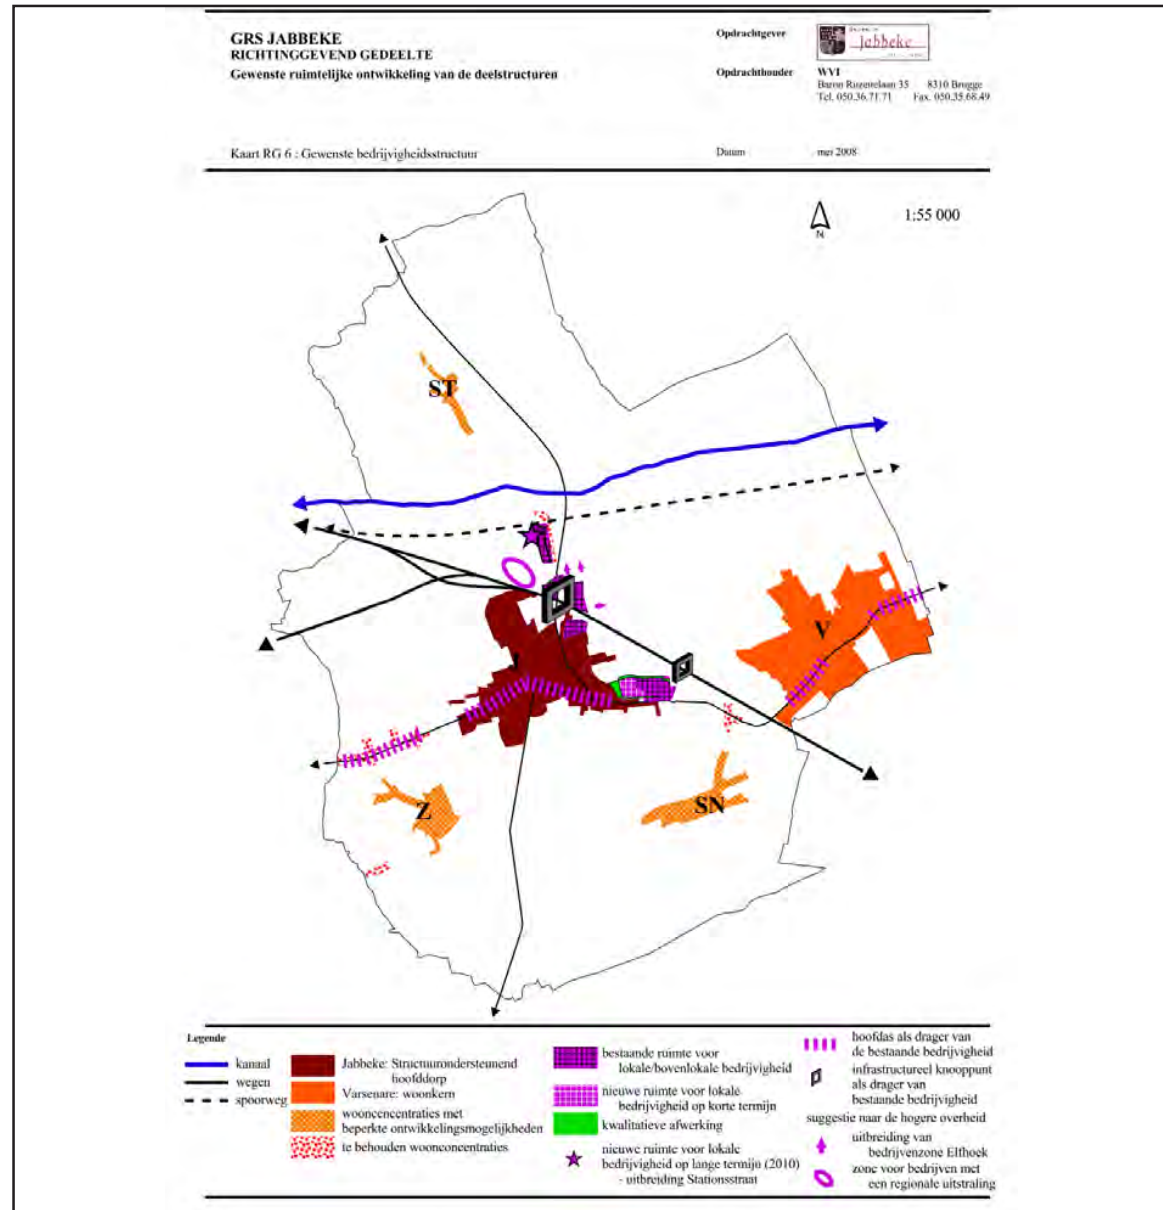 GRS JABBEKE
RICHTINGGEVEND GEDEELTE
Gewenste ruimtelijke ontwikkeling van de deelstructuren
Kaart RG 6 : Gewenste bedrijvigheidsstructuur
Opdrachtgever
jabbeke
Opdrachthouder WVI
Baron Ruzettelaan 35 8310 Brugge
Tel. 050.36.71.71 Fax. 050.35.68.49
Datum mei 2008
N
1:55 000
ST
V
J
Z
SN
Legende
kanaal
wegen
spoorweg
Jabbeke: Structuurondersteunend
hoofddorp
Varsenare: woonkern
wooncencentraties met
beperkte ontwikkelingsmogelijkheden
te behouden woonconcentraties
bestaande ruimte voor
lokale/bovenlokale bedrijvigheid
nieuwe ruimte voor lokale
bedrijvigheid op korte termijn
kwalitatieve afwerking
nieuwe ruimte voor lokale
bedrijvigheid op lange termijn (2010)
- uitbreiding Stationsstraat
hoofdas als drager van
de bestaande bedrijvigheid
infrastructureel knooppunt
als drager van
bestaande bedrijvigheid
suggestie naar de hogere overheid
uitbreiding van
bedrijvenzone Elfhoek
zone voor bedrijven met
een regionale uitstraling